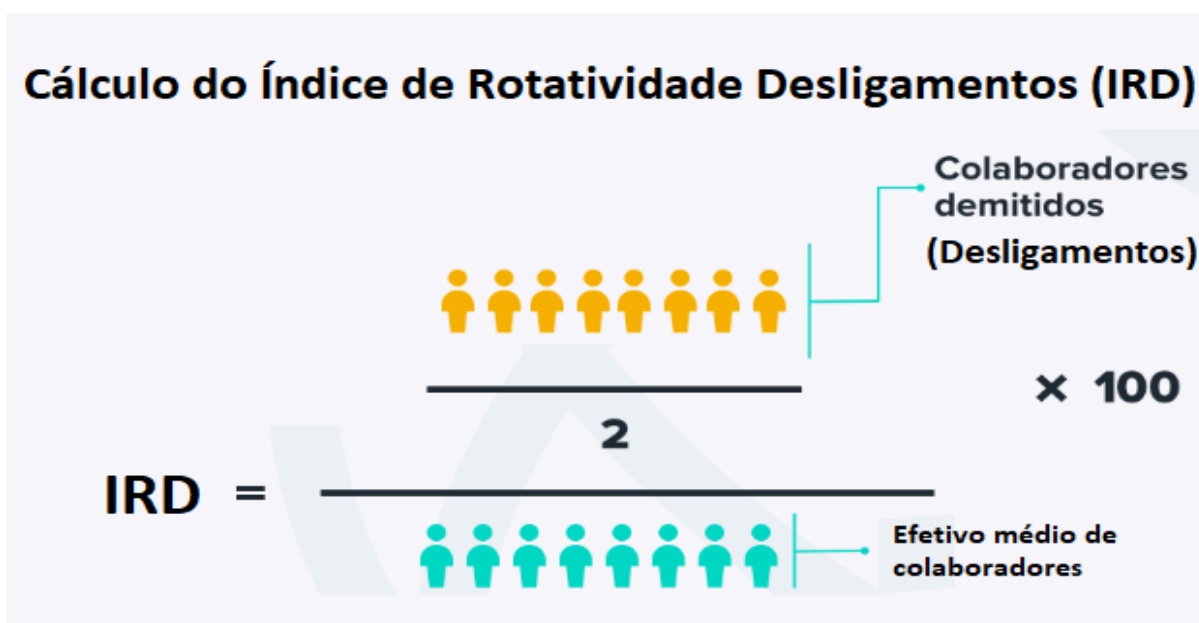 Cálculo do Índice de Rotatividade Desligamentos (IRD)
Colaboradores
demitidos
(Desligamentos)
× 100
2
IRD =
Efetivo médio de
colaboradores